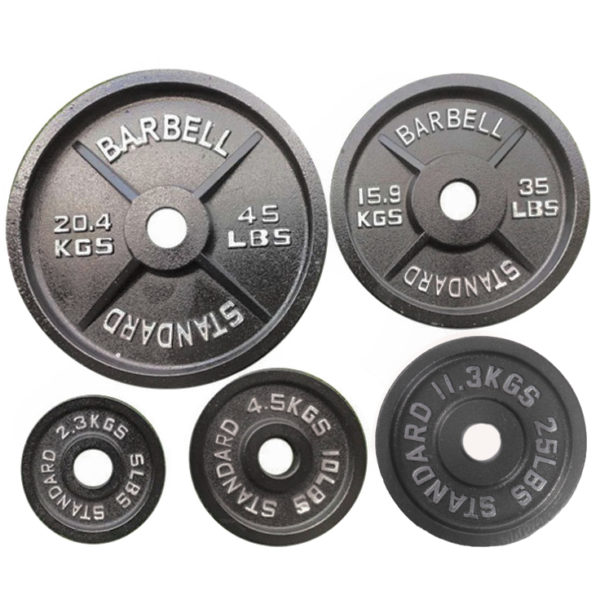 BARBELL
20.4
KGS
45
LBS
STANDARD
BARBELL
15.9
KGS
35
LBS
STANDARD
2.3KGS
5LBS
STANDARD
4.5KGS
10LBS
STANDARD
11.3KGS
25LBS
STANDARD